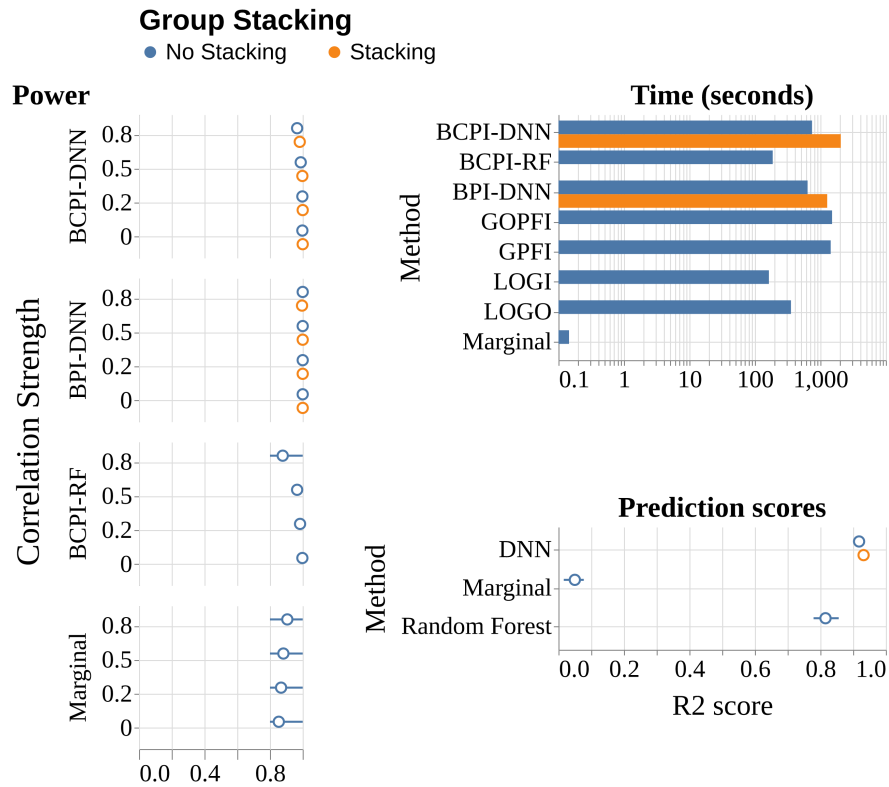 Group Stacking
No Stacking
Stacking
Power
Correlation Strength
BCPI-DNN
0.8
0.5
0.2
0
BPI-DNN
0.8
0.5
0.2
0
BCPI-RF
0.8
0.5
0.2
0
Marginal
0.8
0.5
0.2
0
0.0 0.4 0.8
Time (seconds)
Method
BCPI-DNN
BCPI-RF
BPI-DNN
GOPFI
GPFI
LOGI
LOGO
Marginal
0.1 1 10 100 1,000
Prediction scores
Method
DNN
Marginal
Random Forest
0.0 0.2 0.4 0.6 0.8 1.0
R2 score